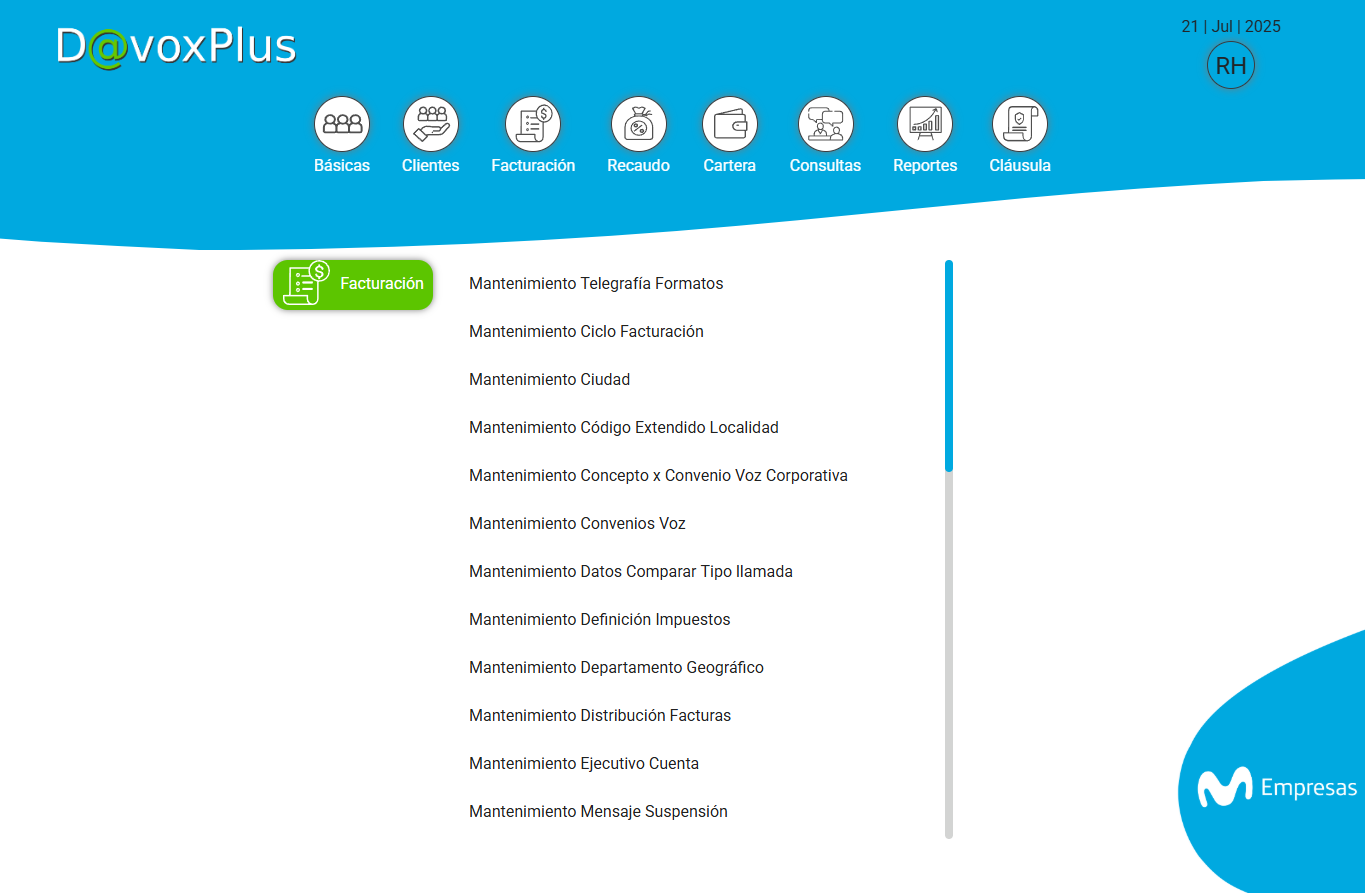 D@voxPlus
21 | Jul | 2025
RH
Básicas
Clientes
Facturación
Recaudo
Cartera
Consultas
Reportes
Cláusula
Facturación
Mantenimiento Telegrafía Formatos
Mantenimiento Ciclo Facturación
Mantenimiento Ciudad
Mantenimiento Código Extendido Localidad
Mantenimiento Concepto x Convenio Voz Corporativa
Mantenimiento Convenios Voz
Mantenimiento Datos Comparar Tipo llamada
Mantenimiento Definición Impuestos
Mantenimiento Departamento Geográfico
Mantenimiento Distribución Facturas
Mantenimiento Ejecutivo Cuenta
Mantenimiento Mensaje Suspensión
Empresas